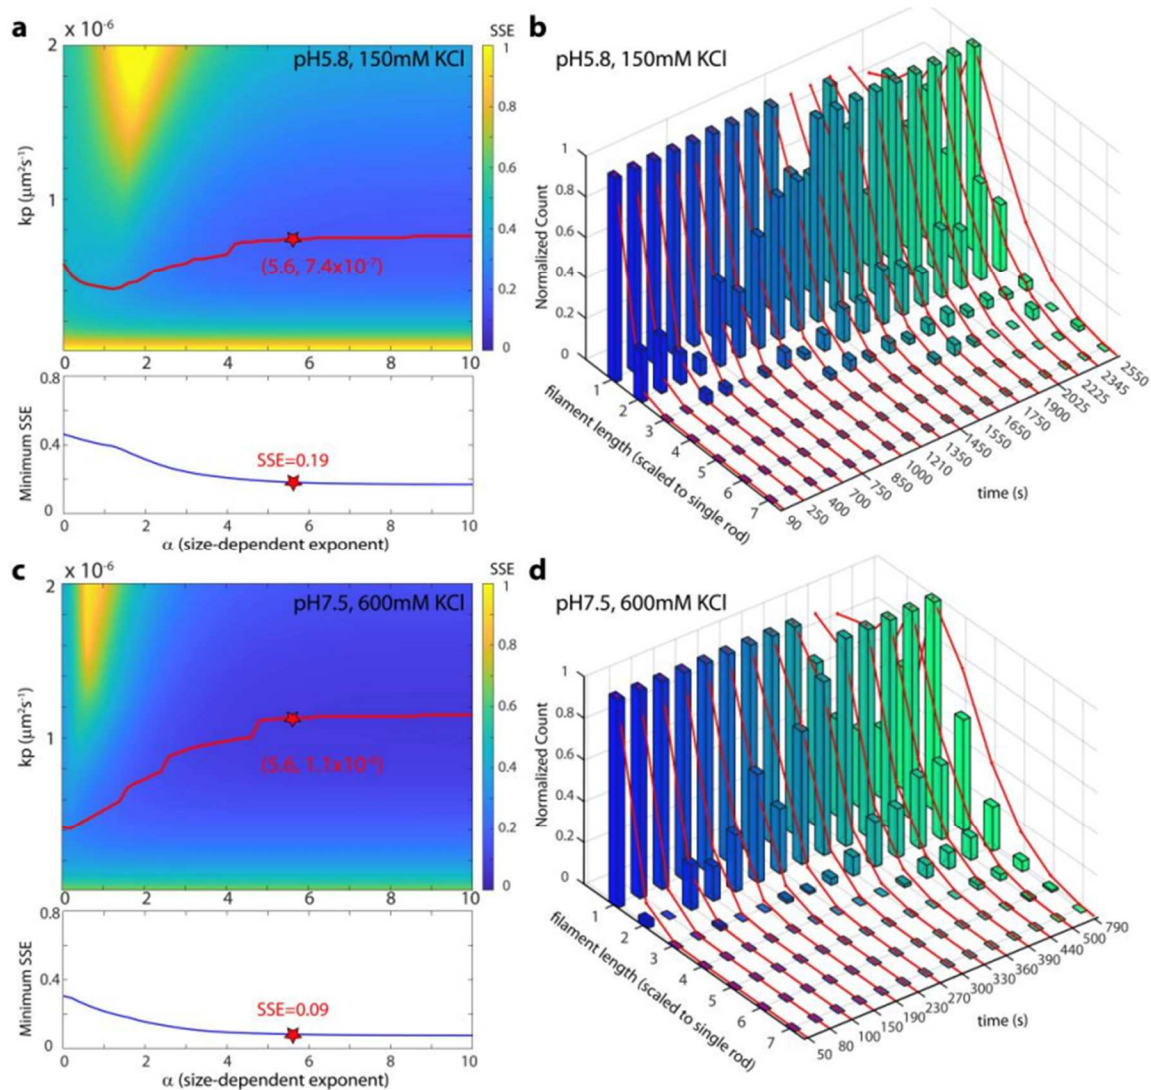 a
x 10⁻⁶
SSE
2
pH5.8, 150mM KCl
1
kp (μm²s⁻¹)
1
0.8
0.6
0.4
0.2
0
(5.6, 7.4x10⁻⁷)
0 2 4 6 8 10
0.8
0.4
0
Minimum SSE
SSE=0.19
0 2 4 6 8 10
α (size-dependent exponent)
b
pH5.8, 150mM KCl
1
0.8
0.6
0.4
0.2
0
Normalized Count
1
2
3
4
5
6
7
filament length (scaled to single rod)
90
250
400
700
750
850
1000
1210
1350
1450
1550
1650
1750
1900
2025
2225
2345
2550
time (s)
c
x 10⁻⁶
SSE
2
pH7.5, 600mM KCl
1
kp (μm²s⁻¹)
1
0.8
0.6
0.4
0.2
0
0 2 4 6 8 10
0.8
0.4
0
Minimum SSE
SSE=0.09
0 2 4 6 8 10
α (size-dependent exponent)
d
pH7.5, 600mM KCl
1
0.8
0.6
0.4
0.2
0
Normalized Count
1
2
3
4
5
6
7
filament length (scaled to single rod)
50
80
100
150
190
230
270
300
330
360
390
440
500
790
time (s)